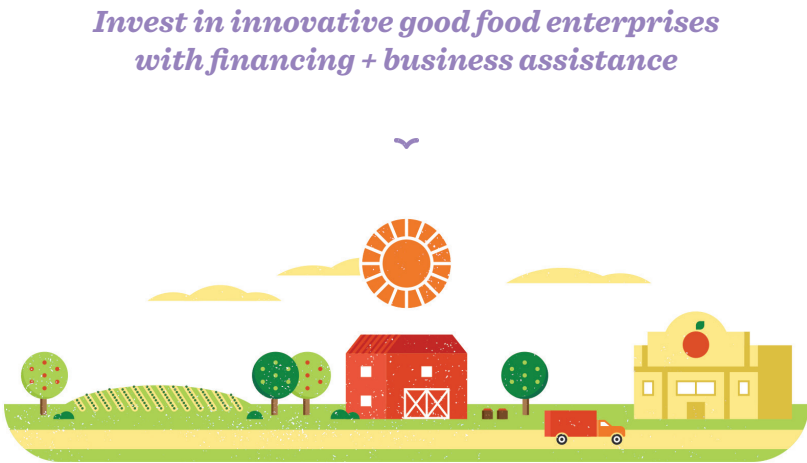 Invest in innovative good food enterprises
with financing + business assistance